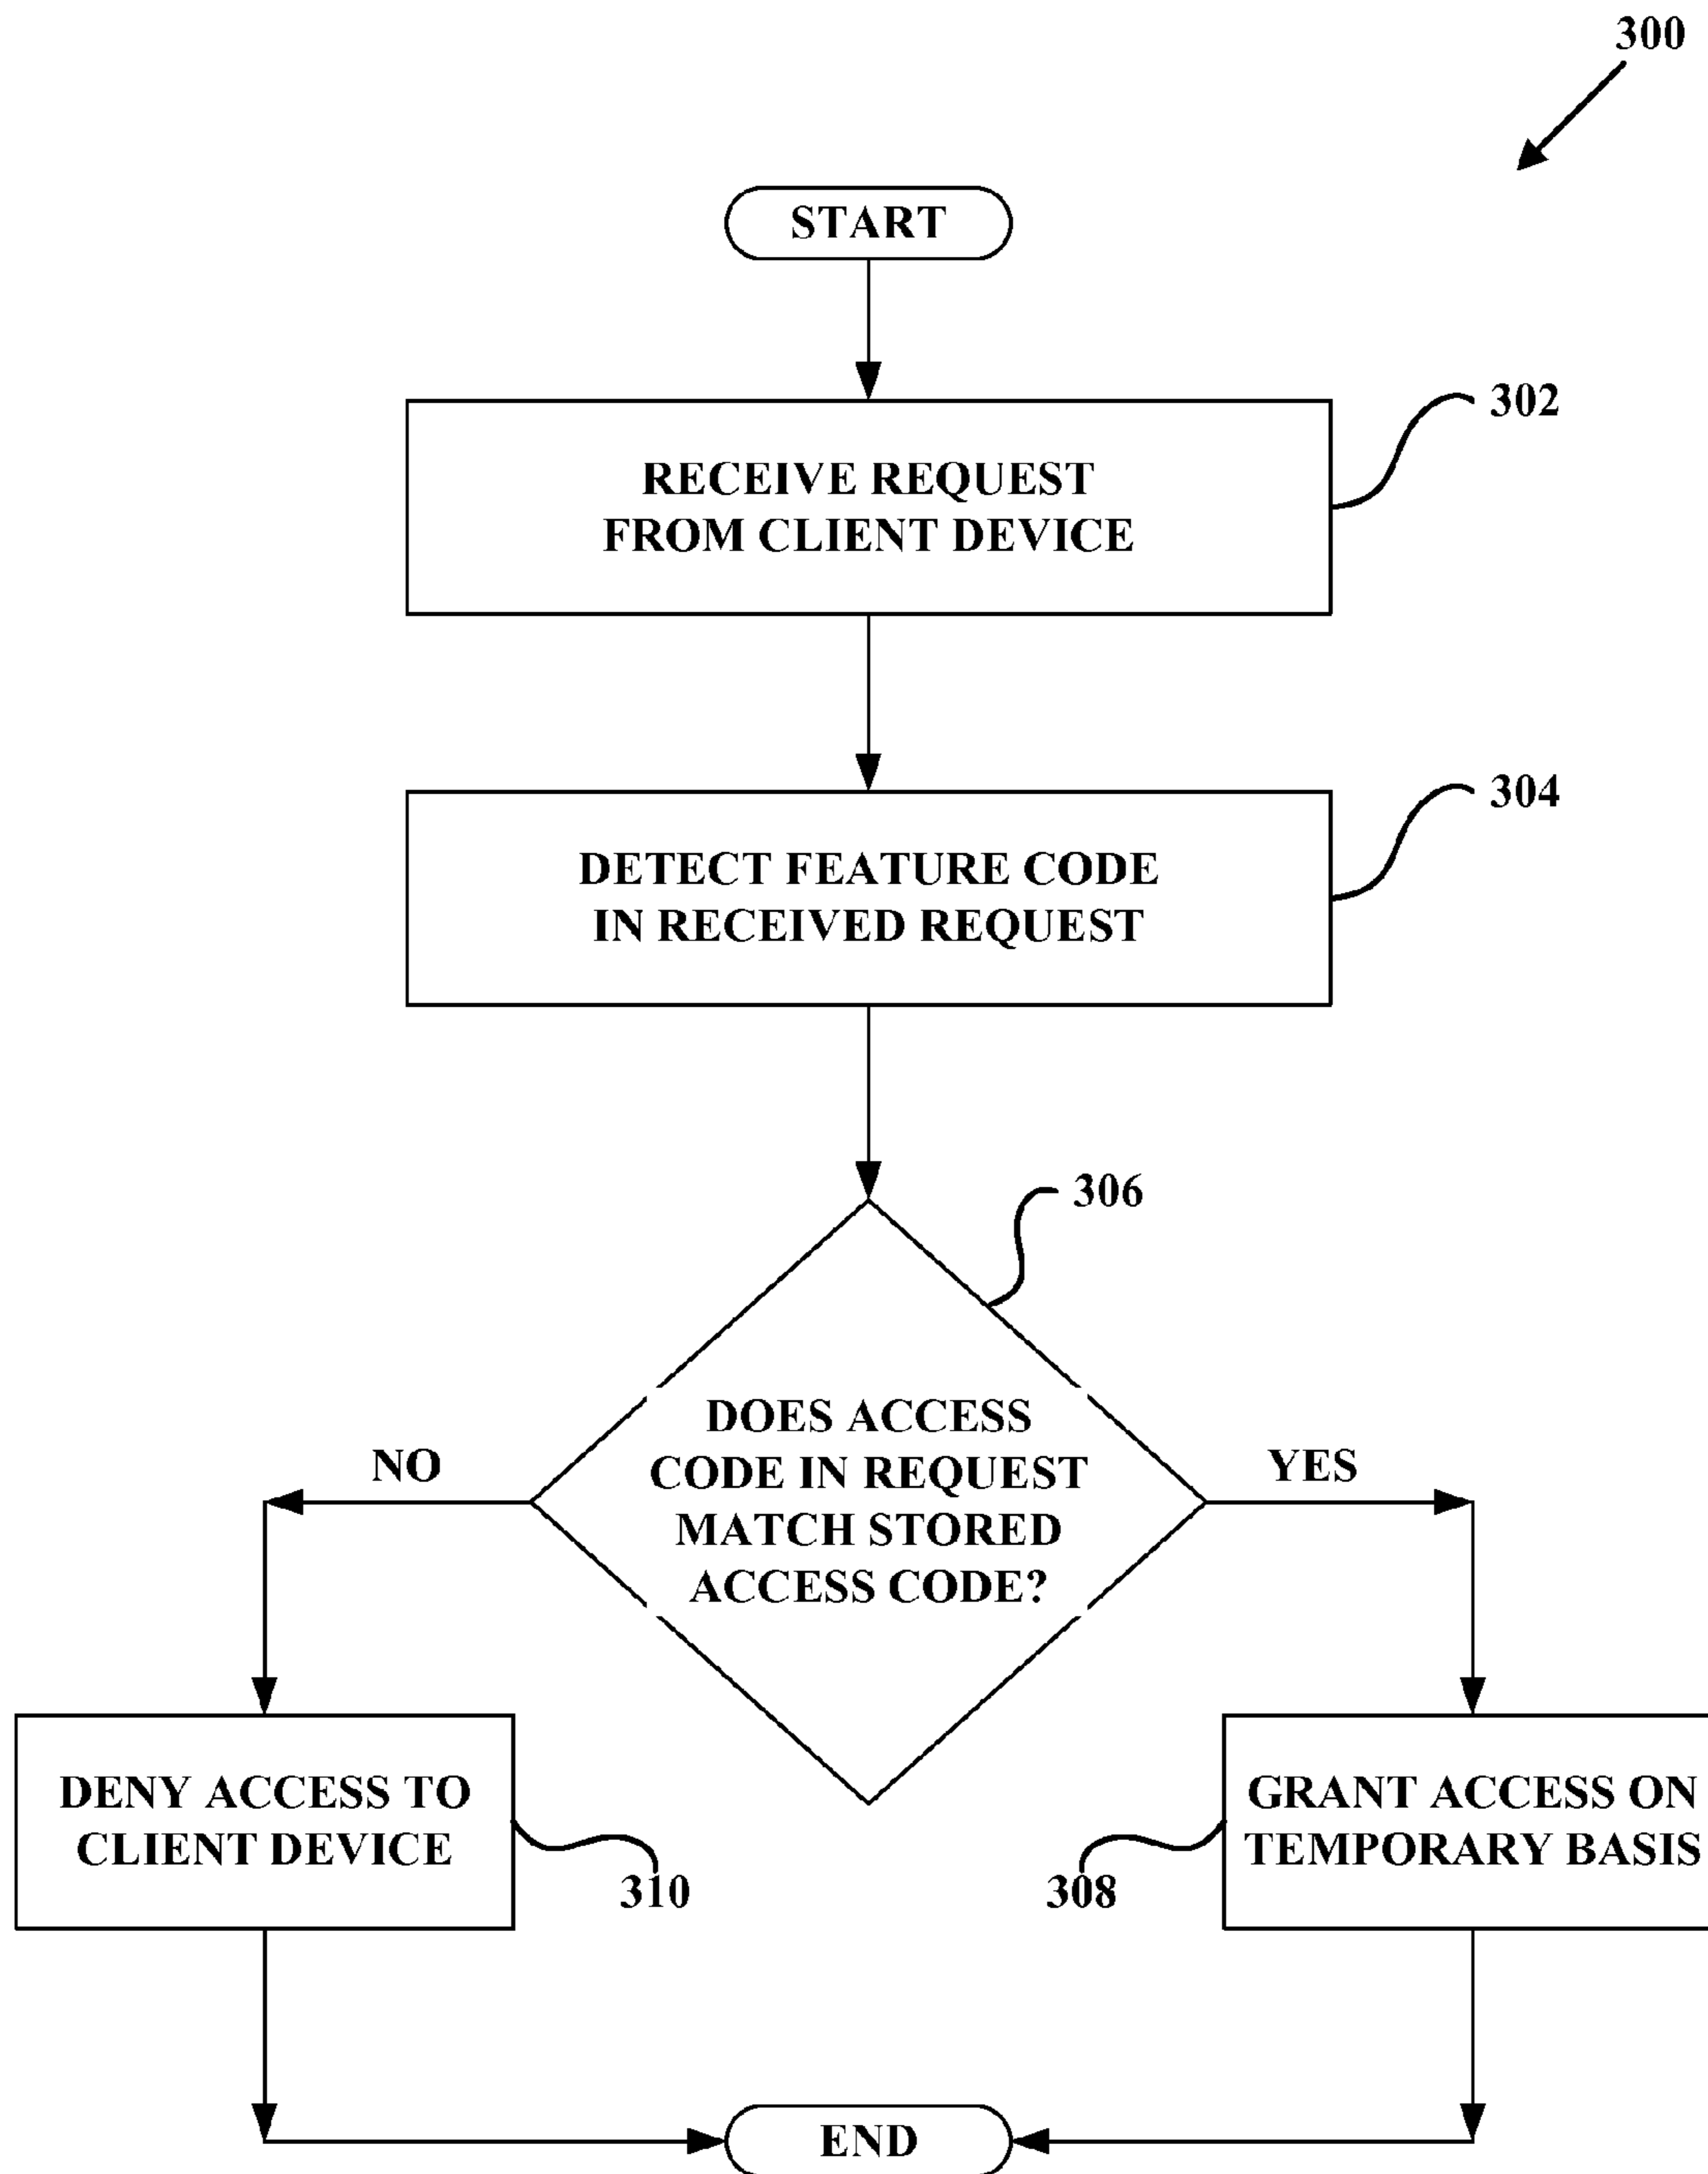 300
START
302
RECEIVE REQUEST
FROM CLIENT DEVICE
304
DETECT FEATURE CODE
IN RECEIVED REQUEST
306
DOES ACCESS
CODE IN REQUEST
MATCH STORED
ACCESS CODE?
NO
YES
DENY ACCESS TO
CLIENT DEVICE
310
GRANT ACCESS ON
TEMPORARY BASIS
308
END